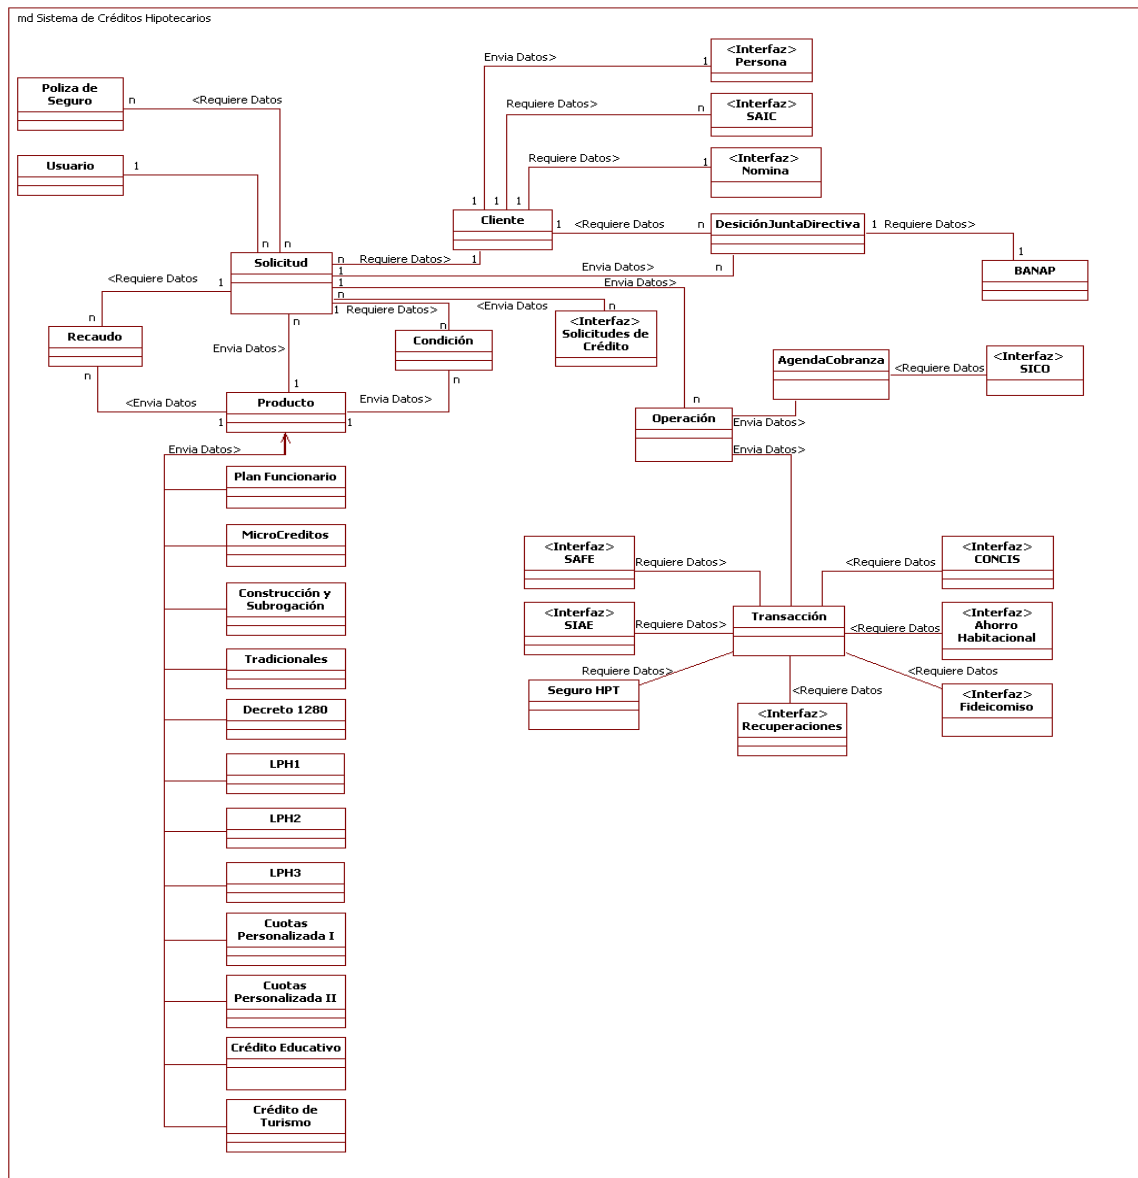 md Sistema de Créditos Hipotecarios
<Interfaz>
Persona
Envia Datos>
1
Poliza de
Seguro
n
<Requiere Datos
<Interfaz>
SAIC
Requiere Datos>
n
Usuario
1
<Interfaz>
Nomina
Requiere Datos>
1
1
1
1
Cliente
1
<Requiere Datos
n
DesiciónJuntaDirectiva
1
Requiere Datos>
1
BANAP
n
n
Solicitud
n
Requiere Datos>
1
1
Envia Datos>
n
1
Envia Datos>
n
<Envia Datos
n
1
Requiere Datos>
n
<Requiere Datos
1
n
Recaudo
n
n
Envia Datos>
1
Condición
n
<Interfaz>
Solicitudes de
Crédito
AgendaCobranza
<Requiere Datos
<Interfaz>
SICO
<Envia Datos
1
Producto
1
Envia Datos>
n
Operación
Envia Datos>
Envia Datos>
Envia Datos>
Plan Funcionario
MicroCreditos
Construcción y
Subrogación
Tradicionales
Decreto 1280
LPH1
LPH2
LPH3
Cuotas
Personalizada I
Cuotas
Personalizada II
Crédito Educativo
Crédito de
Turismo
<Interfaz>
SAFE
Requiere Datos>
<Requiere Datos
<Interfaz>
CONCIS
<Interfaz>
SIAE
Requiere Datos>
Transacción
<Requiere Datos
<Interfaz>
Ahorro
Habitacional
Requiere Datos>
Seguro HPT
<Requiere Datos
<Interfaz>
Recuperaciones
<Requiere Datos
<Interfaz>
Fideicomiso